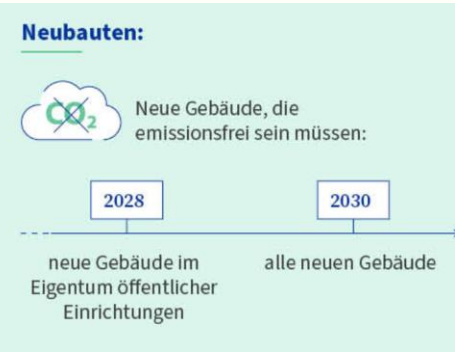 Neubauten:
CO2
Neue Gebäude, die
emissionsfrei sein müssen:
2028
2030
neue Gebäude im
Eigentum öffentlicher
Einrichtungen
alle neuen Gebäude